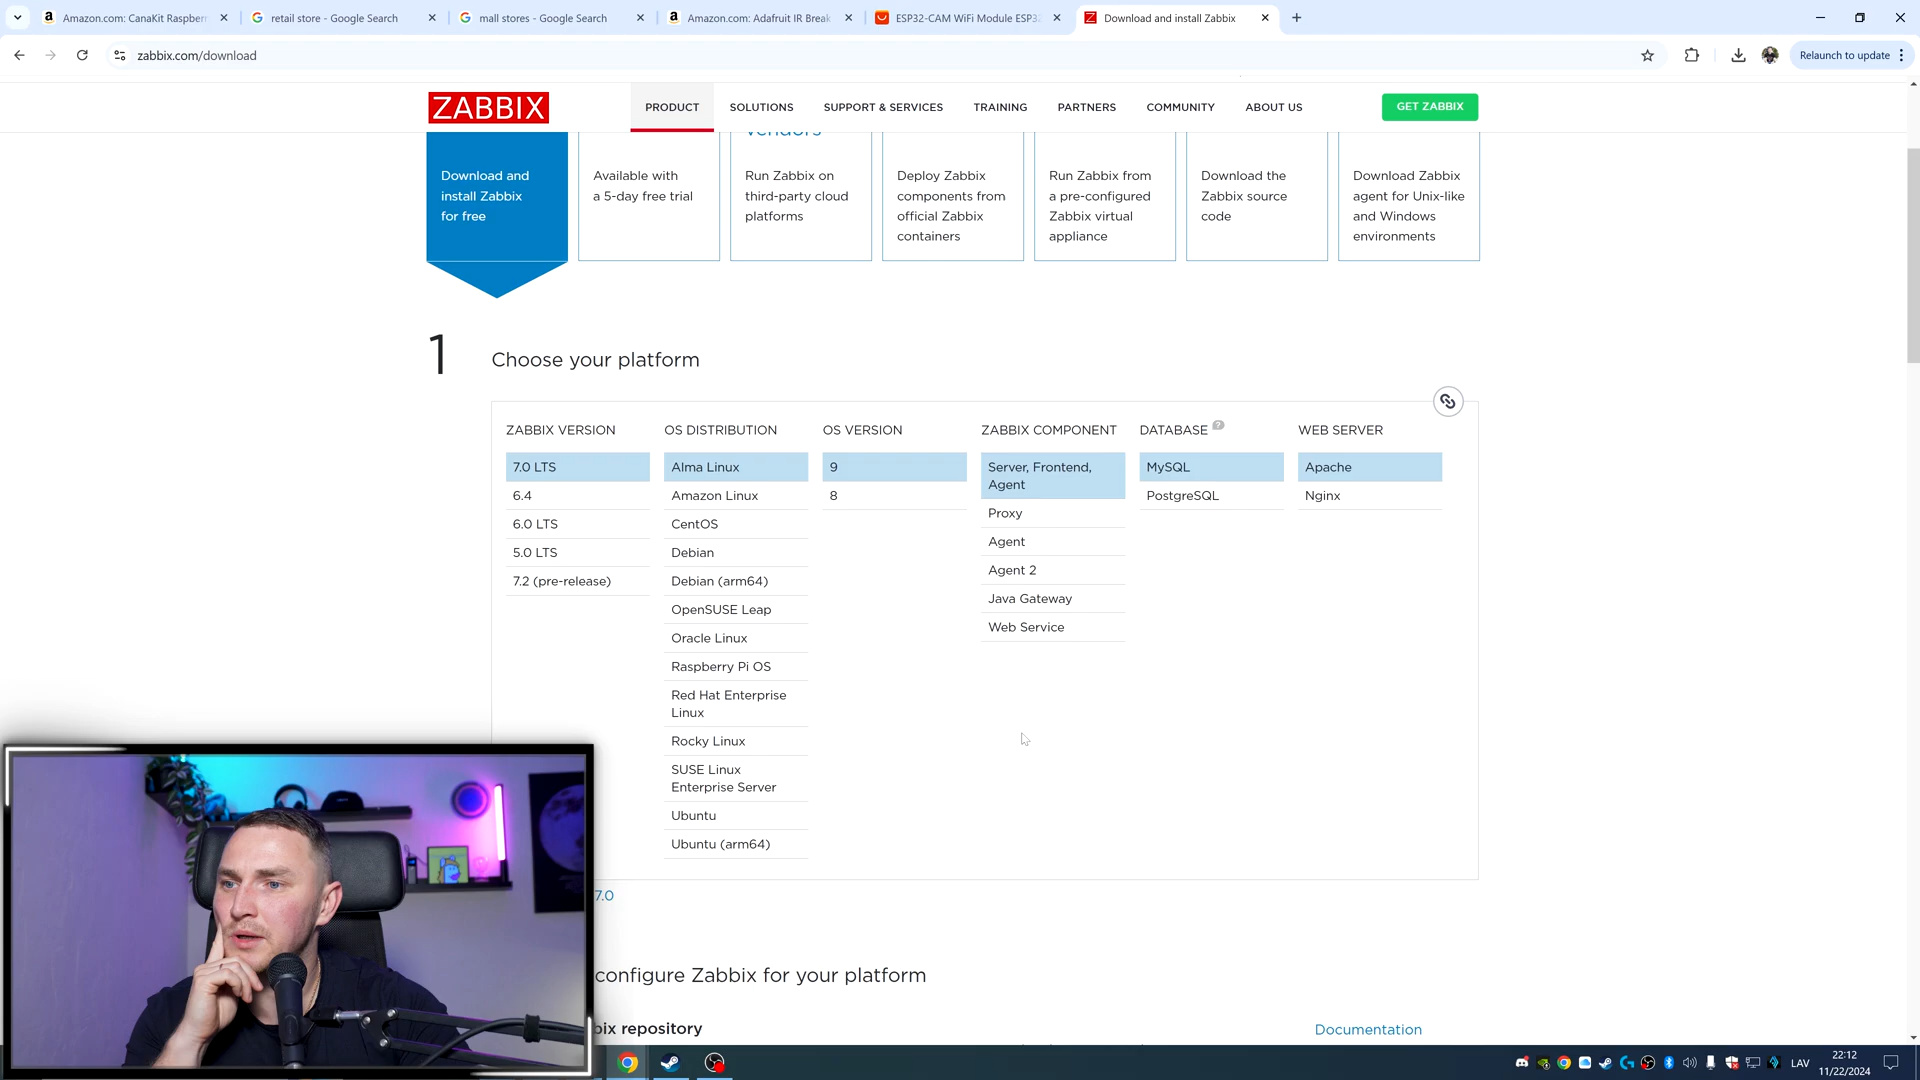 Amazon.com: CanaKit Raspberr
retail store - Google Search
mall stores - Google Search
Amazon.com: Adafruit IR Break
ESP32-CAM WiFi Module ESP32
Download and install Zabbix
zabbix.com/download
Relaunch to update
ZABBIX
PRODUCT
SOLUTIONS
SUPPORT & SERVICES
TRAINING
PARTNERS
COMMUNITY
ABOUT US
GET ZABBIX
vendors
Download and
install Zabbix
for free
Available with
a 5-day free trial
Run Zabbix on
third-party cloud
platforms
Deploy Zabbix
components from
official Zabbix
containers
Run Zabbix from
a pre-configured
Zabbix virtual
appliance
Download the
Zabbix source
code
Download Zabbix
agent for Unix-like
and Windows
environments
1
Choose your platform
ZABBIX VERSION
7.0 LTS
6.4
6.0 LTS
5.0 LTS
7.2 (pre-release)
OS DISTRIBUTION
Alma Linux
Amazon Linux
CentOS
Debian
Debian (arm64)
OpenSUSE Leap
Oracle Linux
Raspberry Pi OS
Red Hat Enterprise
Linux
Rocky Linux
SUSE Linux
Enterprise Server
Ubuntu
Ubuntu (arm64)
OS VERSION
9
8
ZABBIX COMPONENT
Server, Frontend,
Agent
Proxy
Agent
Agent 2
Java Gateway
Web Service
DATABASE ?
MySQL
PostgreSQL
WEB SERVER
Apache
Nginx
7.0
configure Zabbix for your platform
bix repository
Documentation
LAV
22:12
11/22/2024